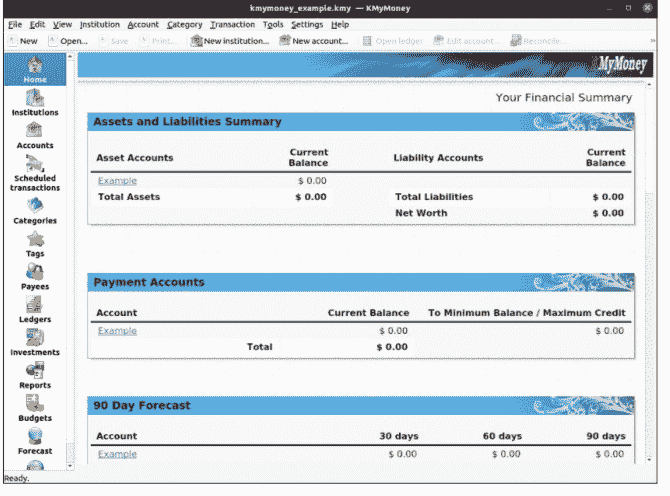 kmymoney_example.kmy — KMyMoney
File Edit View Institution Account Category Transaction Tools Settings Help
New Open... Save Print... New institution... New account... Open ledger Edit account... Reconcile... »
Home
Institutions
Accounts
Scheduled
transactions
Categories
Tags
Payees
Ledgers
Investments
Reports
Budgets
Forecast
MyMoney
Your Financial Summary
Assets and Liabilities Summary
Asset Accounts Current Balance Liability Accounts Current Balance
Example $ 0.00
Total Assets $ 0.00 Total Liabilities $ 0.00
Net Worth $ 0.00
Payment Accounts
Account Current Balance To Minimum Balance / Maximum Credit
Example $ 0.00 $ 0.00
Total $ 0.00
90 Day Forecast
Account 30 days 60 days 90 days
Example $ 0.00 $ 0.00 $ 0.00
Ready.